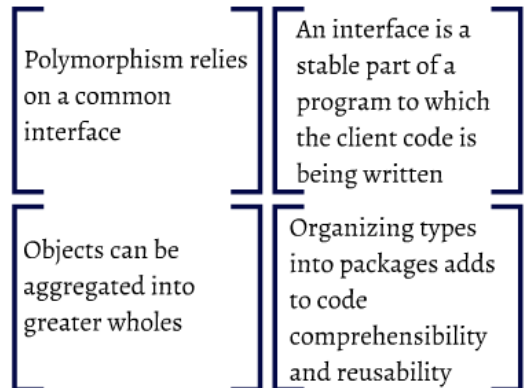 Polymorphism relies
on a common
interface
An interface is a
stable part of a
program to which
the client code is
being written
Objects can be
aggregated into
greater wholes
Organizing types
into packages adds
to code
comprehensibility
and reusability